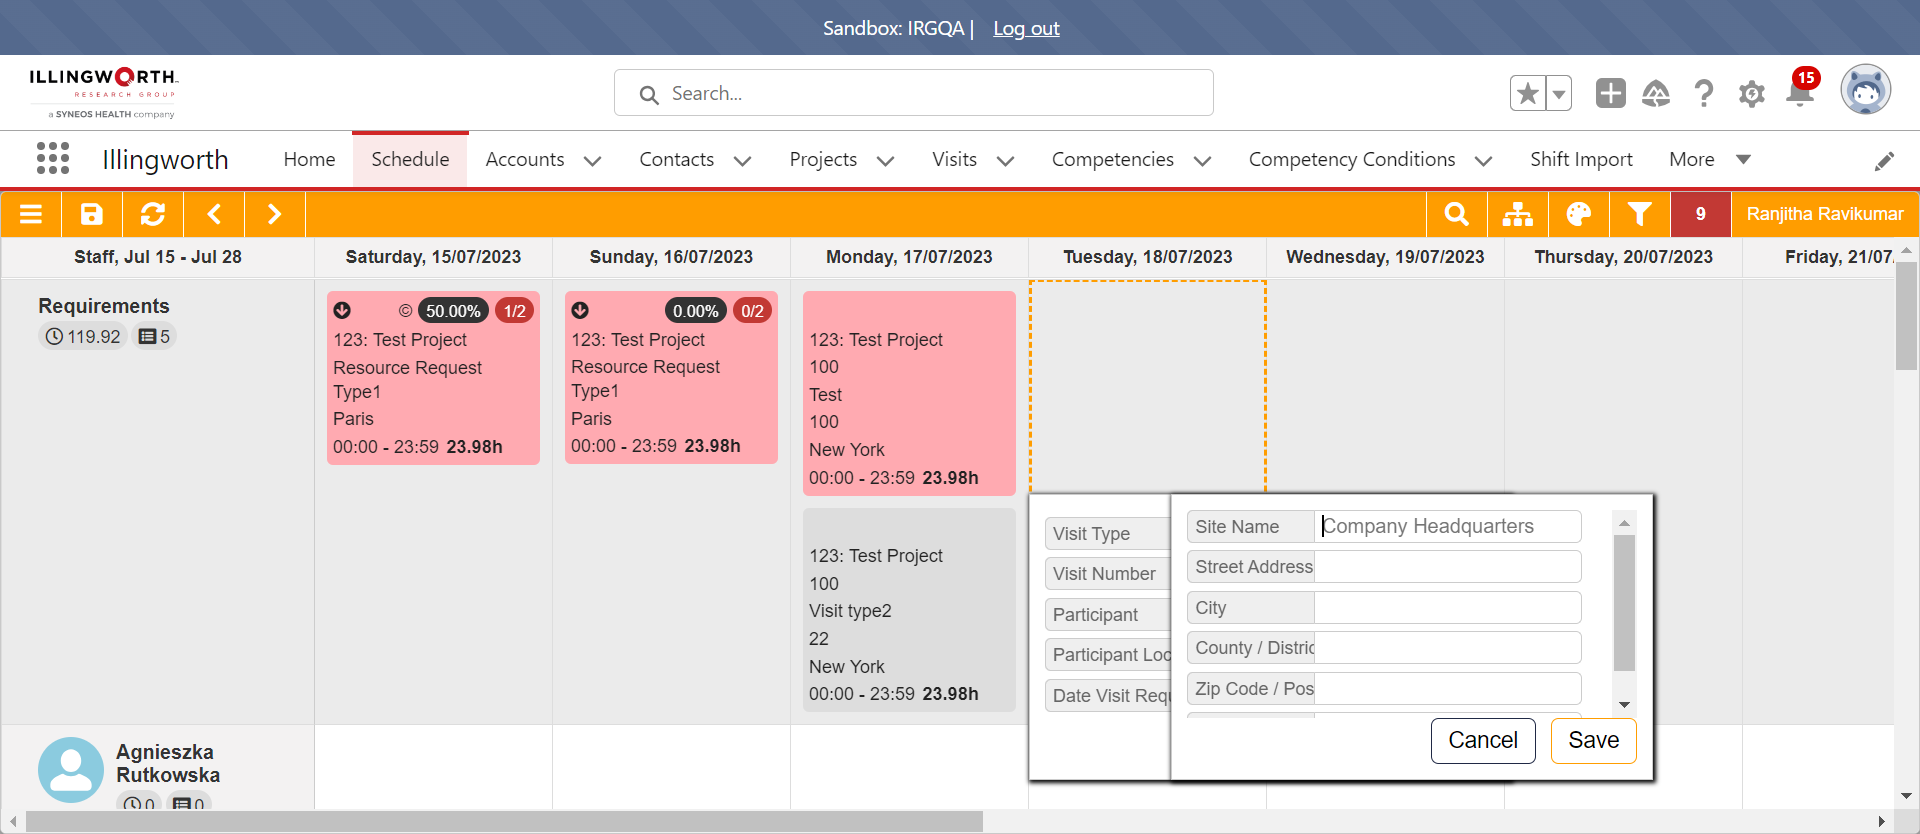 Sandbox: IRGQA | Log out
ILLINGWORTH
RESEARCH GROUP
a SYNEOS HEALTH company
Search...
15
Illingworth
Home
Schedule
Accounts
Contacts
Projects
Visits
Competencies
Competency Conditions
Shift Import
More
9
Ranjitha Ravikumar
Staff, Jul 15 - Jul 28
Saturday, 15/07/2023
Sunday, 16/07/2023
Monday, 17/07/2023
Tuesday, 18/07/2023
Wednesday, 19/07/2023
Thursday, 20/07/2023
Friday, 21/07.
Requirements
119.92
5
© 50.00% 1/2
123: Test Project
Resource Request
Type1
Paris
00:00 - 23:59 23.98h
0.00% 0/2
123: Test Project
Resource Request
Type1
Paris
00:00 - 23:59 23.98h
123: Test Project
100
Test
100
New York
00:00 - 23:59 23.98h
123: Test Project
100
Visit type2
22
New York
00:00 - 23:59 23.98h
Visit Type
Visit Number
Participant
Participant Loc
Date Visit Requ
Site Name
Company Headquarters
Street Address
City
County / Distric
Zip Code / Pos
Cancel
Save
Agnieszka
Rutkowska
0
0